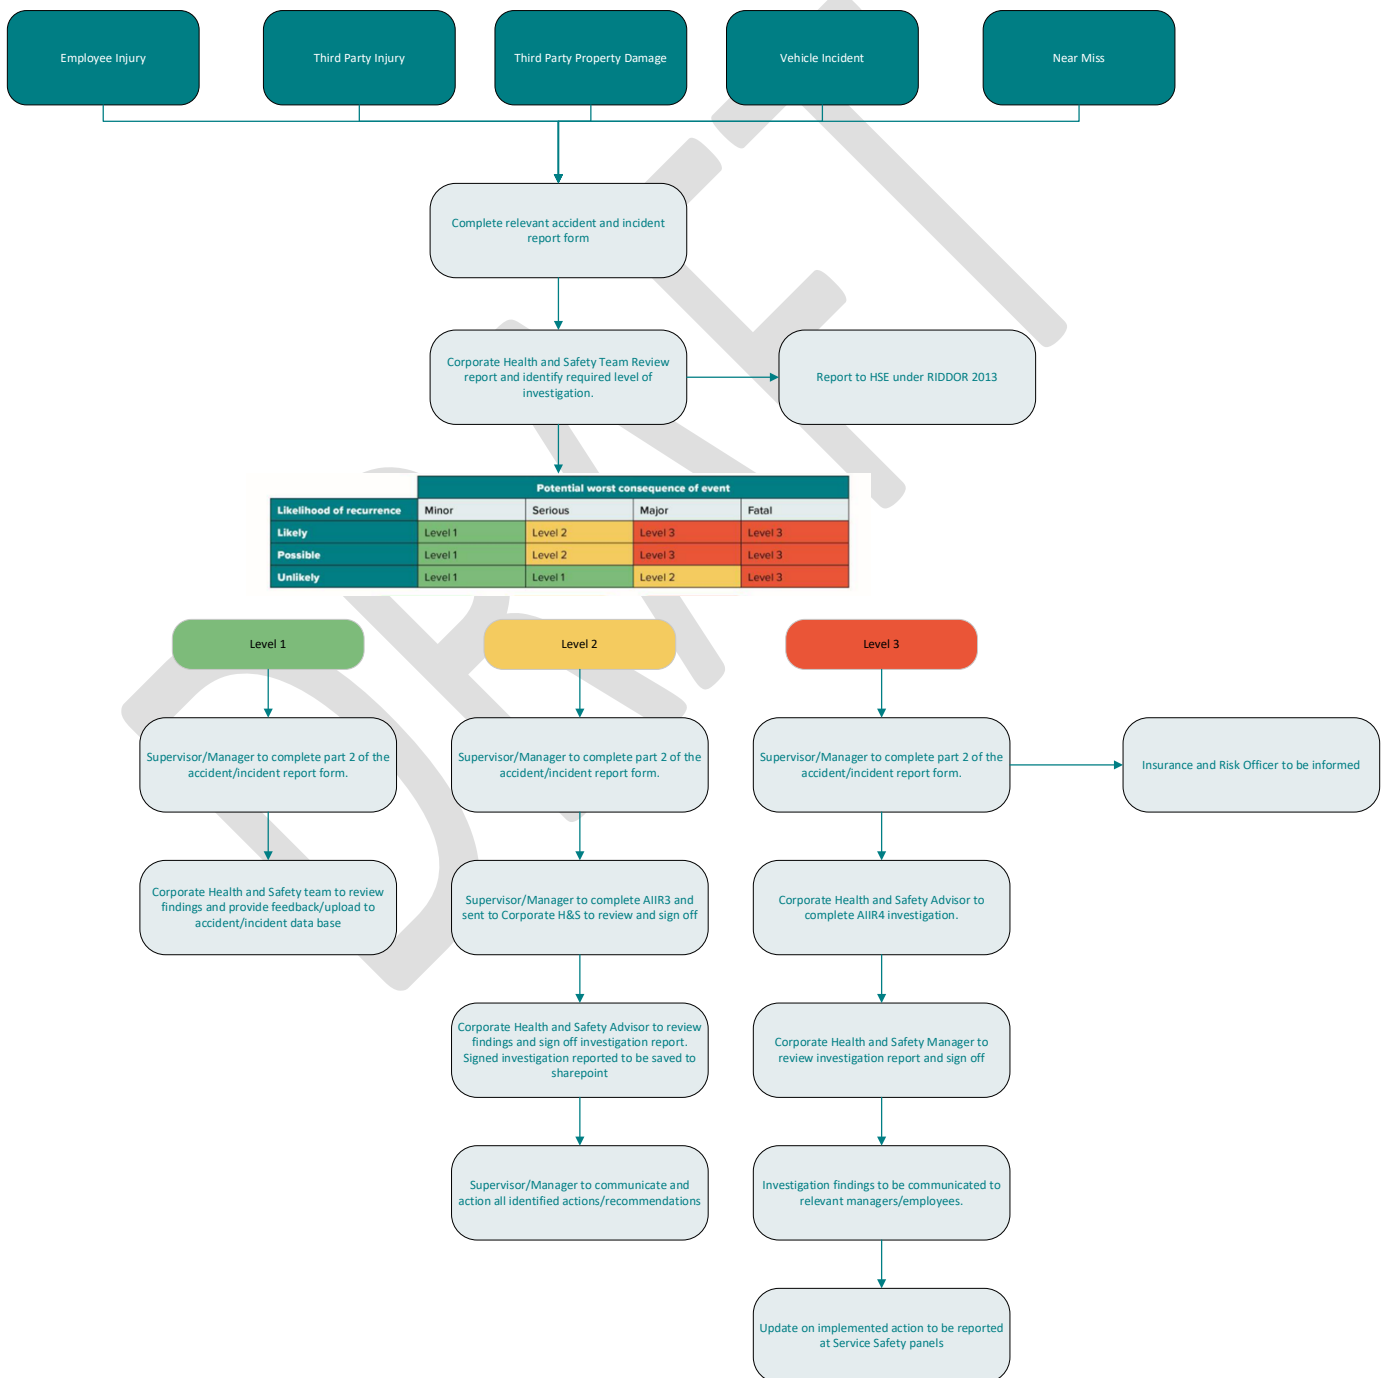 Employee Injury
Third Party Injury
Third Party Property Damage
Vehicle Incident
Near Miss
Complete relevant accident and incident
report form
Corporate Health and Safety Team Review
report and identify required level of
investigation.
Report to HSE under RIDDOR 2013
Potential worst consequence of event
Likelihood of recurrence Minor Serious Major Fatal
Likely Level 1 Level 2 Level 3 Level 3
Possible Level 1 Level 2 Level 3 Level 3
Unlikely Level 1 Level 1 Level 2 Level 3
Level 1
Level 2
Level 3
Supervisor/Manager to complete part 2 of the
accident/incident report form.
Supervisor/Manager to complete part 2 of the
accident/incident report form.
Supervisor/Manager to complete part 2 of the
accident/incident report form.
Insurance and Risk Officer to be informed
Corporate Health and Safety team to review
findings and provide feedback/upload to
accident/incident data base
Supervisor/Manager to complete AIIR3 and
sent to Corporate H&S to review and sign off
Corporate Health and Safety Advisor to
complete AIIR4 investigation.
Corporate Health and Safety Advisor to review
findings and sign off investigation report.
Signed investigation reported to be saved to
sharepoint
Corporate Health and Safety Manager to
review investigation report and sign off
Supervisor/Manager to communicate and
action all identified actions/recommendations
Investigation findings to be communicated to
relevant managers/employees.
Update on implemented action to be reported
at Service Safety panels
DRAFT